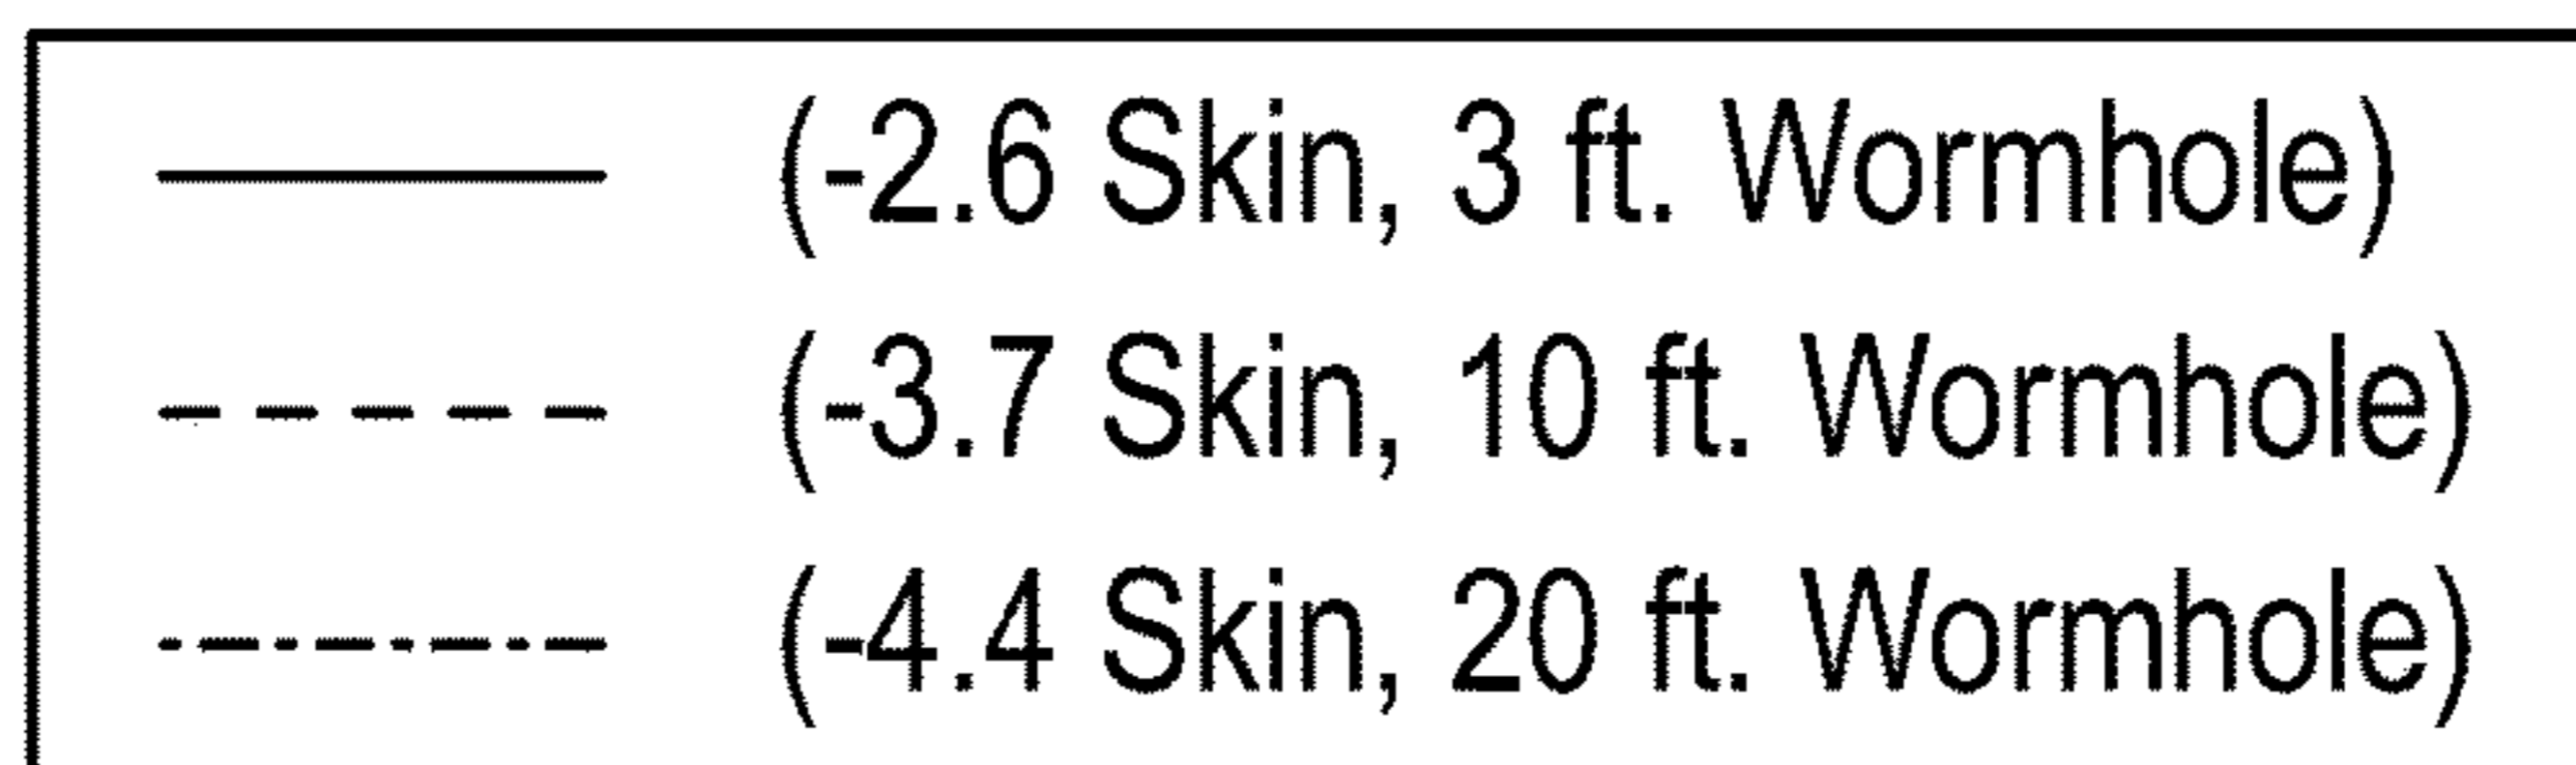 (-2.6 Skin, 3 ft. Wormhole)
(-3.7 Skin, 10 ft. Wormhole)
(-4.4 Skin, 20 ft. Wormhole)